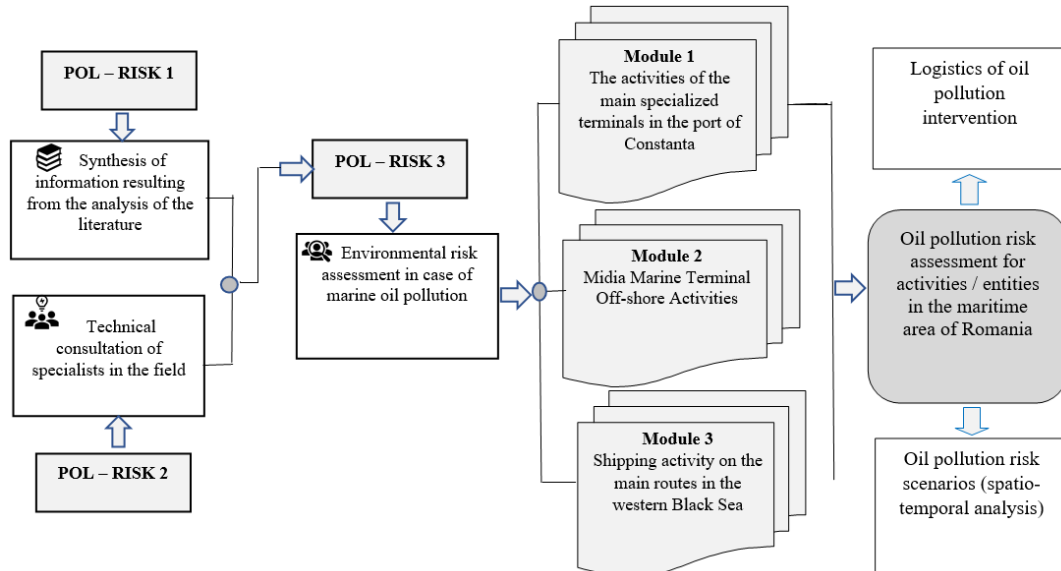 POL – RISK 1
Synthesis of
information resulting
from the analysis of the
literature
Technical
consultation of
specialists in the field
POL – RISK 2
POL – RISK 3
Environmental risk
assessment in case of
marine oil pollution
Module 1
The activities of the
main specialized
terminals in the port of
Constanta
Module 2
Midia Marine Terminal
Off-shore Activities
Module 3
Shipping activity on the
main routes in the
western Black Sea
Logistics of oil
pollution
intervention
Oil pollution risk
assessment for
activities / entities
in the maritime
area of Romania
Oil pollution risk
scenarios (spatio-
temporal analysis)